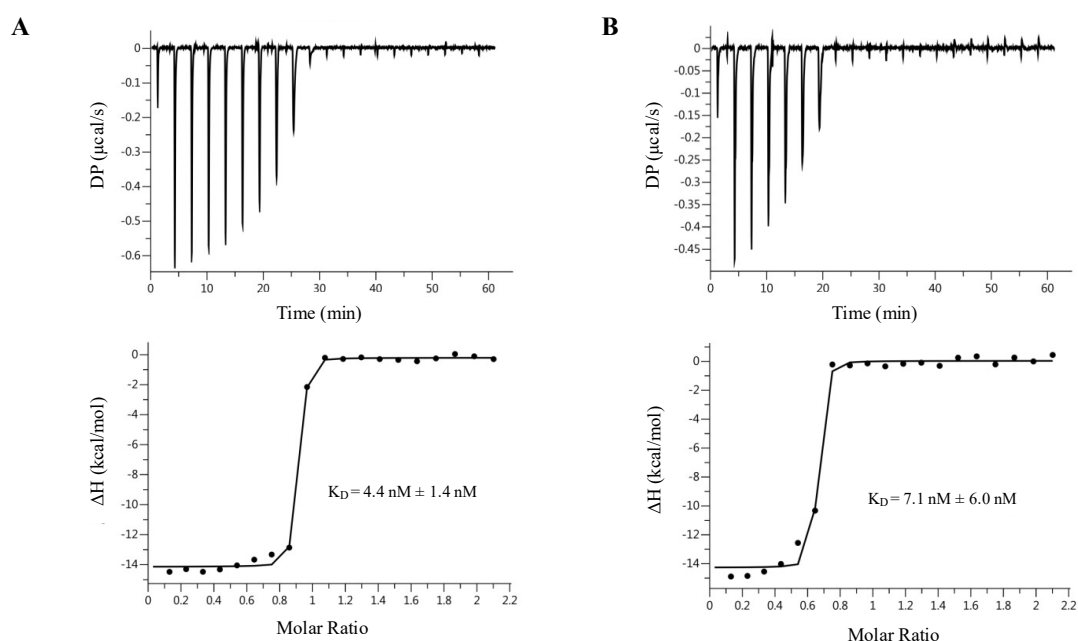 A
B
DP (μcal/s)
0
-0.1
-0.2
-0.3
-0.4
-0.5
-0.6
0 10 20 30 40 50 60
Time (min)
DP (μcal/s)
0
-0.05
-0.1
-0.15
-0.2
-0.25
-0.3
-0.35
-0.4
-0.45
0 10 20 30 40 50 60
Time (min)
ΔH (kcal/mol)
0
-2
-4
-6
-8
-10
-12
-14
K_D = 4.4 nM ± 1.4 nM
0 0.2 0.4 0.6 0.8 1 1.2 1.4 1.6 1.8 2 2.2
Molar Ratio
ΔH (kcal/mol)
0
-2
-4
-6
-8
-10
-12
-14
K_D = 7.1 nM ± 6.0 nM
0 0.2 0.4 0.6 0.8 1 1.2 1.4 1.6 1.8 2 2.2
Molar Ratio